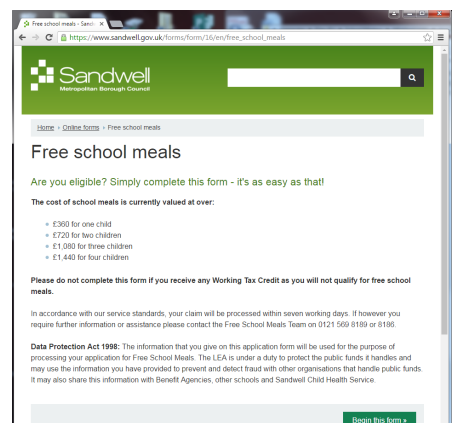 Free school meals - Sandw
https://www.sandwell.gov.uk/forms/form/16/en/free_school_meals
Sandwell
Metropolitan Borough Council
Home › Online forms › Free school meals
Free school meals
Are you eligible? Simply complete this form - it's as easy as that!
The cost of school meals is currently valued at over:
£360 for one child
£720 for two children
£1,080 for three children
£1,440 for four children
Please do not complete this form if you receive any Working Tax Credit as you will not qualify for free school
meals.
In accordance with our service standards, your claim will be processed within seven working days. If however you
require further information or assistance please contact the Free School Meals Team on 0121 569 8189 or 8186.
Data Protection Act 1998: The information that you give on this application form will be used for the purpose of
processing your application for Free School Meals. The LEA is under a duty to protect the public funds it handles and
may use the information you have provided to prevent and detect fraud with other organisations that handle public funds.
It may also share this information with Benefit Agencies, other schools and Sandwell Child Health Service.
Begin this form »